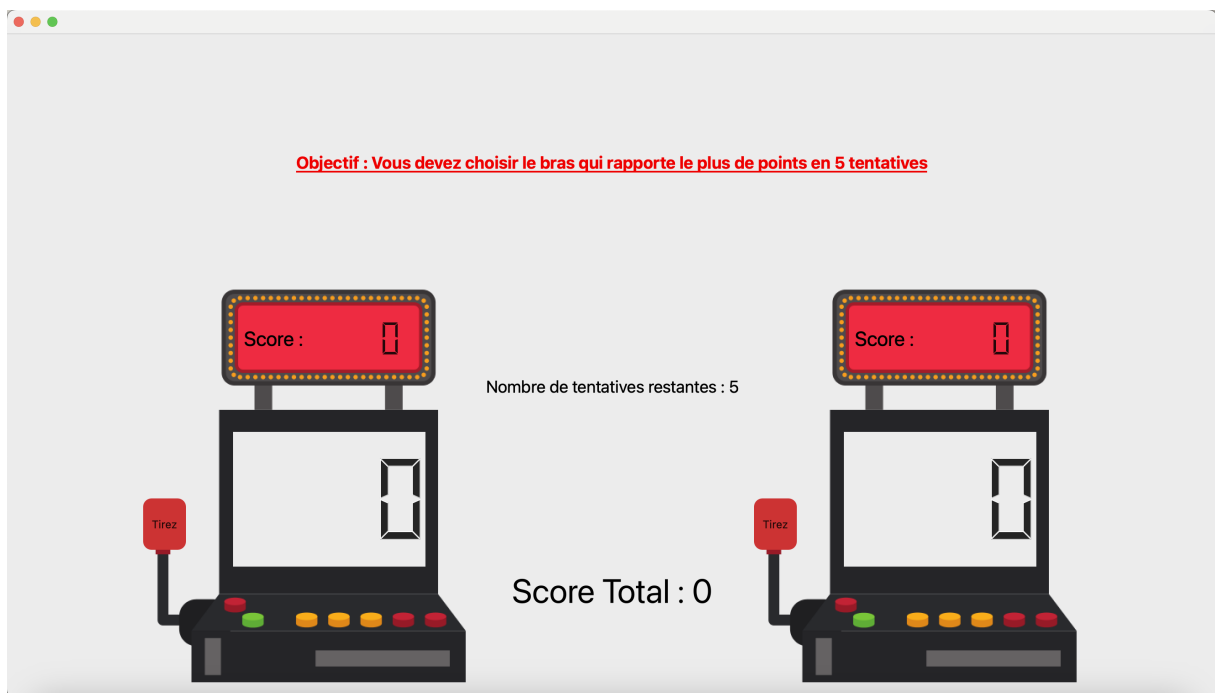 Objectif : Vous devez choisir le bras qui rapporte le plus de points en 5 tentatives
Score : 0
Score : 0
Nombre de tentatives restantes : 5
0
0
Tirez
Tirez
Score Total : 0